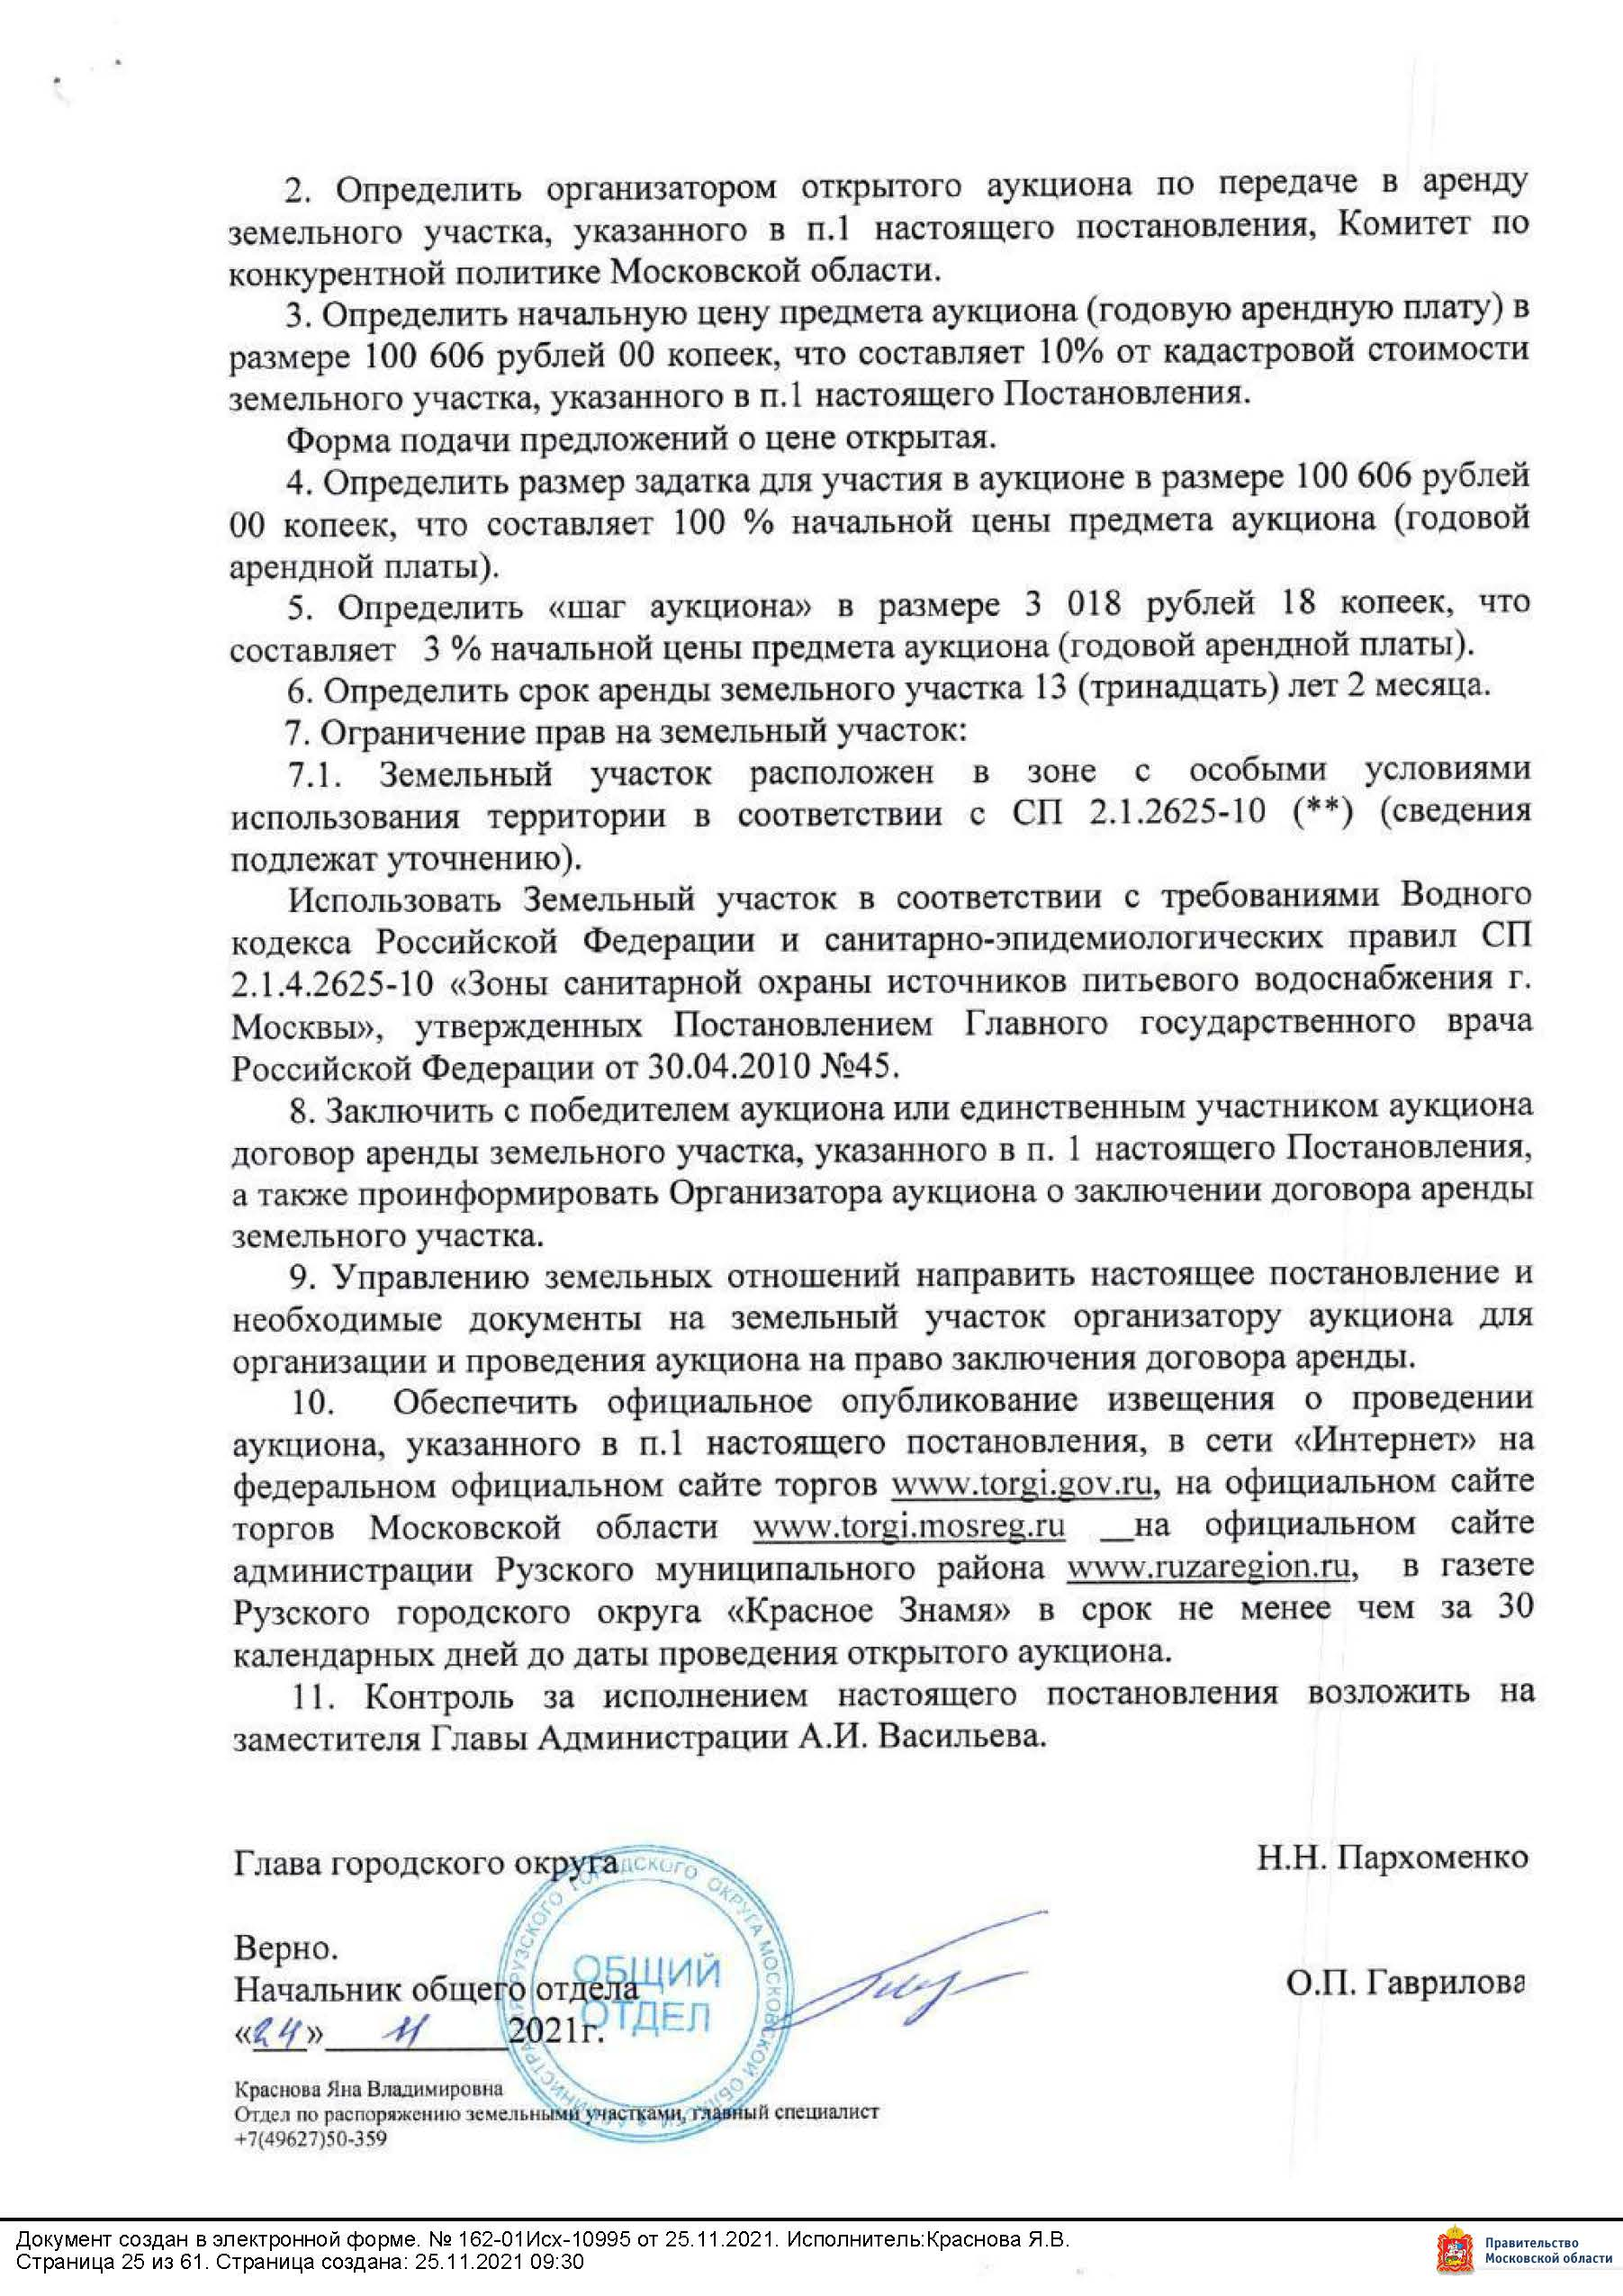 2. Определить организатором открытого аукциона по передаче в аренду
земельного участка, указанного в п.1 настоящего постановления, Комитет по
конкурентной политике Московской области.
3. Определить начальную цену предмета аукциона (годовую арендную плату) в
размере 100 606 рублей 00 копеек, что составляет 10% от кадастровой стоимости
земельного участка, указанного в п.1 настоящего Постановления.
Форма подачи предложений о цене открытая.
4. Определить размер задатка для участия в аукционе в размере 100 606 рублей
00 копеек, что составляет 100 % начальной цены предмета аукциона (годовой
арендной платы).
5. Определить «шаг аукциона» в размере 3 018 рублей 18 копеек, что
составляет 3 % начальной цены предмета аукциона (годовой арендной платы).
6. Определить срок аренды земельного участка 13 (тринадцать) лет 2 месяца.
7. Ограничение прав на земельный участок:
7.1. Земельный участок расположен в зоне с особыми условиями
использования территории в соответствии с СП 2.1.2625-10 (**) (сведения
подлежат уточнению).
Использовать Земельный участок в соответствии с требованиями Водного
кодекса Российской Федерации и санитарно-эпидемиологических правил СП
2.1.4.2625-10 «Зоны санитарной охраны источников питьевого водоснабжения г.
Москвы», утвержденных Постановлением Главного государственного врача
Российской Федерации от 30.04.2010 №45.
8. Заключить с победителем аукциона или единственным участником аукциона
договор аренды земельного участка, указанного в п. 1 настоящего Постановления,
а также проинформировать Организатора аукциона о заключении договора аренды
земельного участка.
9. Управлению земельных отношений направить настоящее постановление и
необходимые документы на земельный участок организатору аукциона для
организации и проведения аукциона на право заключения договора аренды.
10. Обеспечить официальное опубликование извещения о проведении
аукциона, указанного в п.1 настоящего постановления, в сети «Интернет» на
федеральном официальном сайте торгов www.torgi.gov.ru, на официальном сайте
торгов Московской области www.torgi.mosreg.ru __на официальном сайте
администрации Рузского муниципального района www.ruzaregion.ru, в газете
Рузского городского округа «Красное Знамя» в срок не менее чем за 30
календарных дней до даты проведения открытого аукциона.
11. Контроль за исполнением настоящего постановления возложить на
заместителя Главы Администрации А.И. Васильева.
Глава городского округа Н.Н. Пархоменко
Верно.
Начальник общего отдела О.П. Гаврилова
«24» 11 2021г.
АДМИНИСТРАЦИЯ РУЗСКОГО ГОРОДСКОГО ОКРУГА МОСКОВСКОЙ ОБЛАСТИ
ОБЩИЙ
ОТДЕЛ
Краснова Яна Владимировна
Отдел по распоряжению земельными участками, главный специалист
+7(49627)50-359
Документ создан в электронной форме. № 162-01Исх-10995 от 25.11.2021. Исполнитель:Краснова Я.В.
Страница 25 из 61. Страница создана: 25.11.2021 09:30
Правительство
Московской области